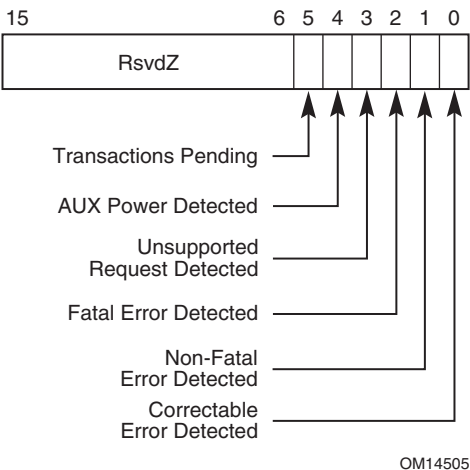 15 6 5 4 3 2 1 0
RsvdZ
Transactions Pending
AUX Power Detected
Unsupported
Request Detected
Fatal Error Detected
Non-Fatal
Error Detected
Correctable
Error Detected
OM14505